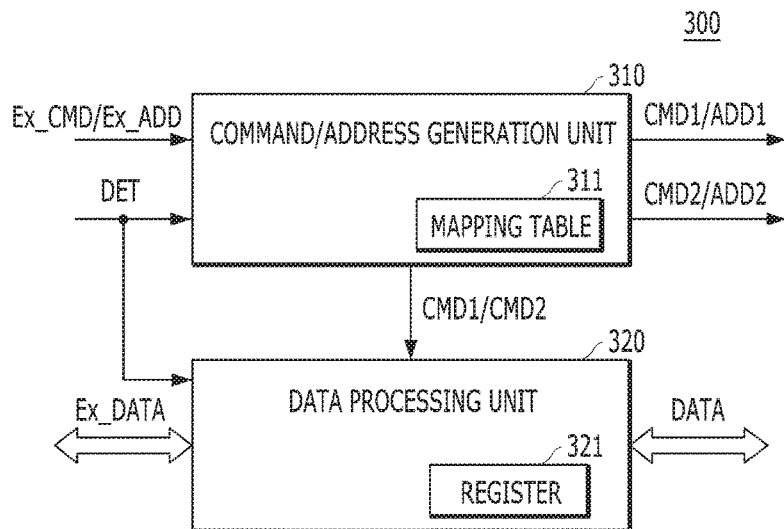 300
310
Ex_CMD/Ex_ADD
COMMAND/ADDRESS GENERATION UNIT
CMD1/ADD1
311
DET
MAPPING TABLE
CMD2/ADD2
CMD1/CMD2
320
DATA PROCESSING UNIT
Ex_DATA
DATA
321
REGISTER